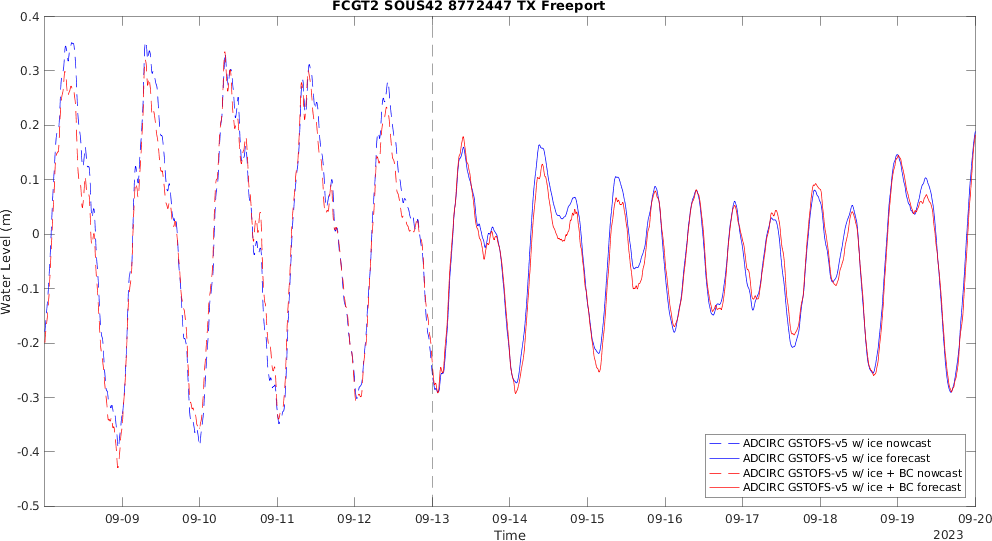 FCGT2 SOUS42 8772447 TX Freeport
0.4
0.3
0.2
0.1
0
-0.1
-0.2
-0.3
-0.4
-0.5
Water Level (m)
ADCIRC GSTOFS-v5 w/ ice nowcast
ADCIRC GSTOFS-v5 w/ ice forecast
ADCIRC GSTOFS-v5 w/ ice + BC nowcast
ADCIRC GSTOFS-v5 w/ ice + BC forecast
09-09 09-10 09-11 09-12 09-13 09-14 09-15 09-16 09-17 09-18 09-19 09-20
Time
2023